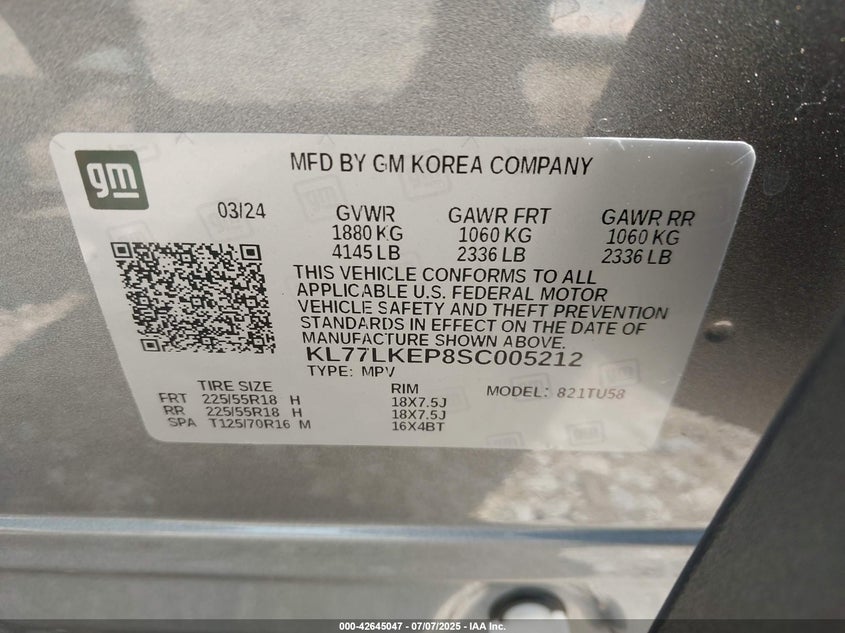 gm
MFD BY GM KOREA COMPANY
03/24 GVWR GAWR FRT GAWR RR
1880 KG 1060 KG 1060 KG
4145 LB 2336 LB 2336 LB
THIS VEHICLE CONFORMS TO ALL
APPLICABLE U.S. FEDERAL MOTOR
VEHICLE SAFETY AND THEFT PREVENTION
STANDARDS IN EFFECT ON THE DATE OF
MANUFACTURE SHOWN ABOVE.
KL77LKEP8SC005212
TYPE: MPV
TIRE SIZE RIM MODEL: 821TU58
FRT 225/55R18 H 18X7.5J
RR 225/55R18 H 18X7.5J
SPA T125/70R16 M 16X4BT
000-42645047 - 07/07/2025 - IAA Inc.